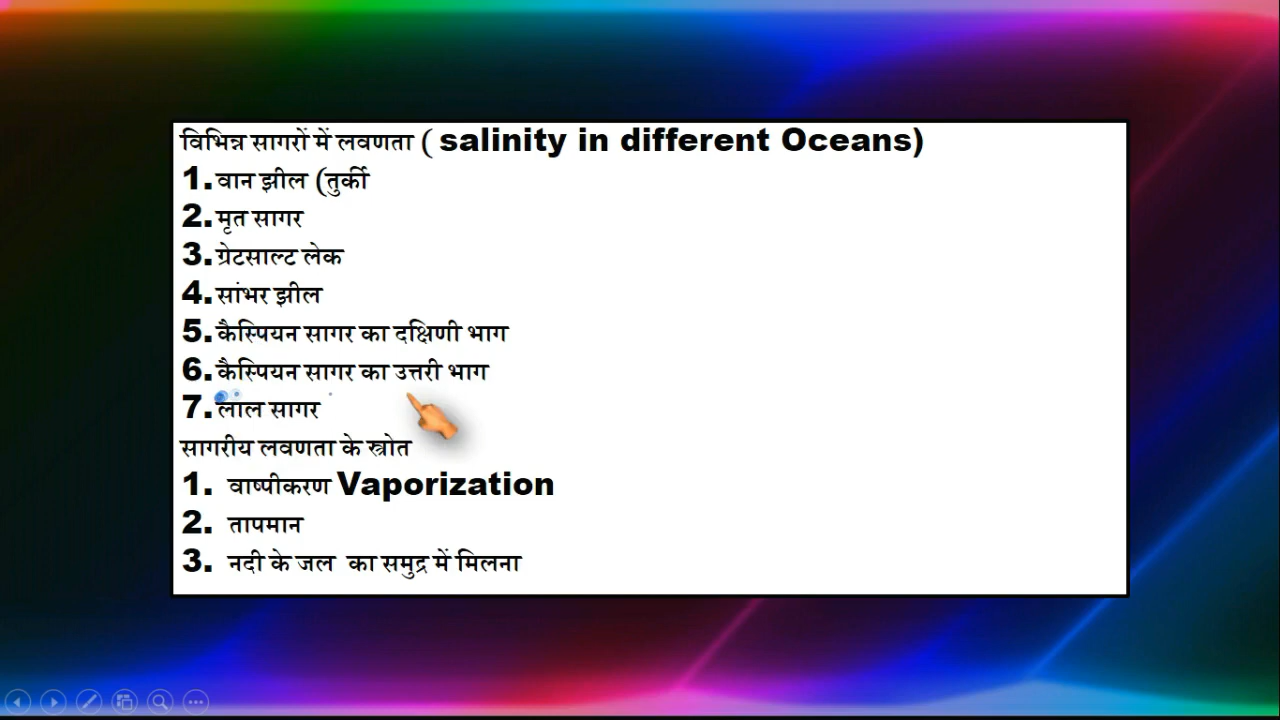 विभिन्न सागरों में लवणता ( salinity in different Oceans)
1.वान झील (तुर्की
2.मृत सागर
3.ग्रेटसाल्ट लेक
4.सांभर झील
5.कैस्पियन सागर का दक्षिणी भाग
6.कैस्पियन सागर का उत्तरी भाग
7.लाल सागर
सागरीय लवणता के स्त्रोत
1. वाष्पीकरण Vaporization
2. तापमान
3. नदी के जल का समुद्र में मिलना